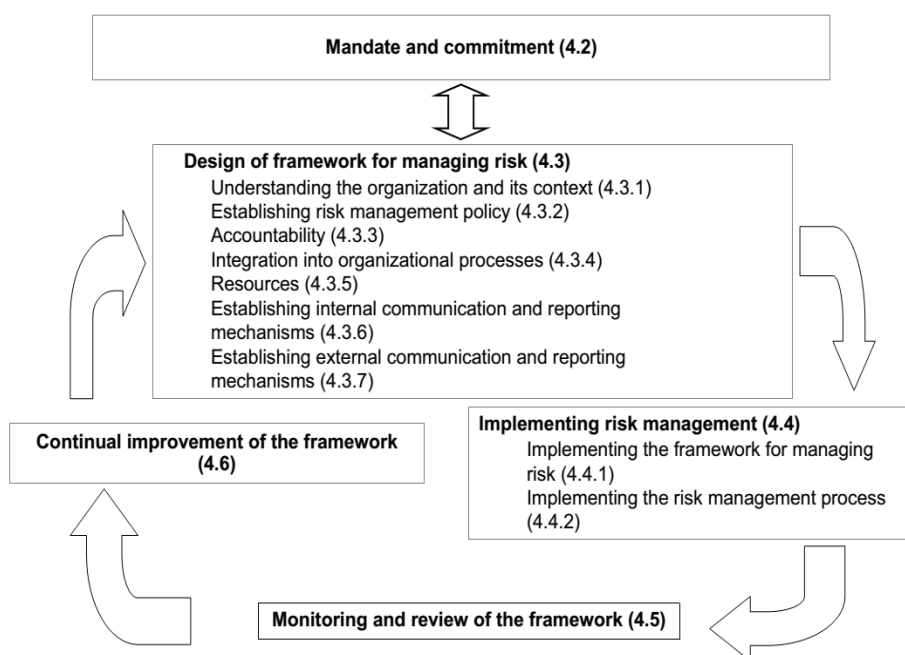 Mandate and commitment (4.2)
Design of framework for managing risk (4.3)
Understanding the organization and its context (4.3.1)
Establishing risk management policy (4.3.2)
Accountability (4.3.3)
Integration into organizational processes (4.3.4)
Resources (4.3.5)
Establishing internal communication and reporting
mechanisms (4.3.6)
Establishing external communication and reporting
mechanisms (4.3.7)
Implementing risk management (4.4)
Implementing the framework for managing
risk (4.4.1)
Implementing the risk management process
(4.4.2)
Continual improvement of the framework
(4.6)
Monitoring and review of the framework (4.5)